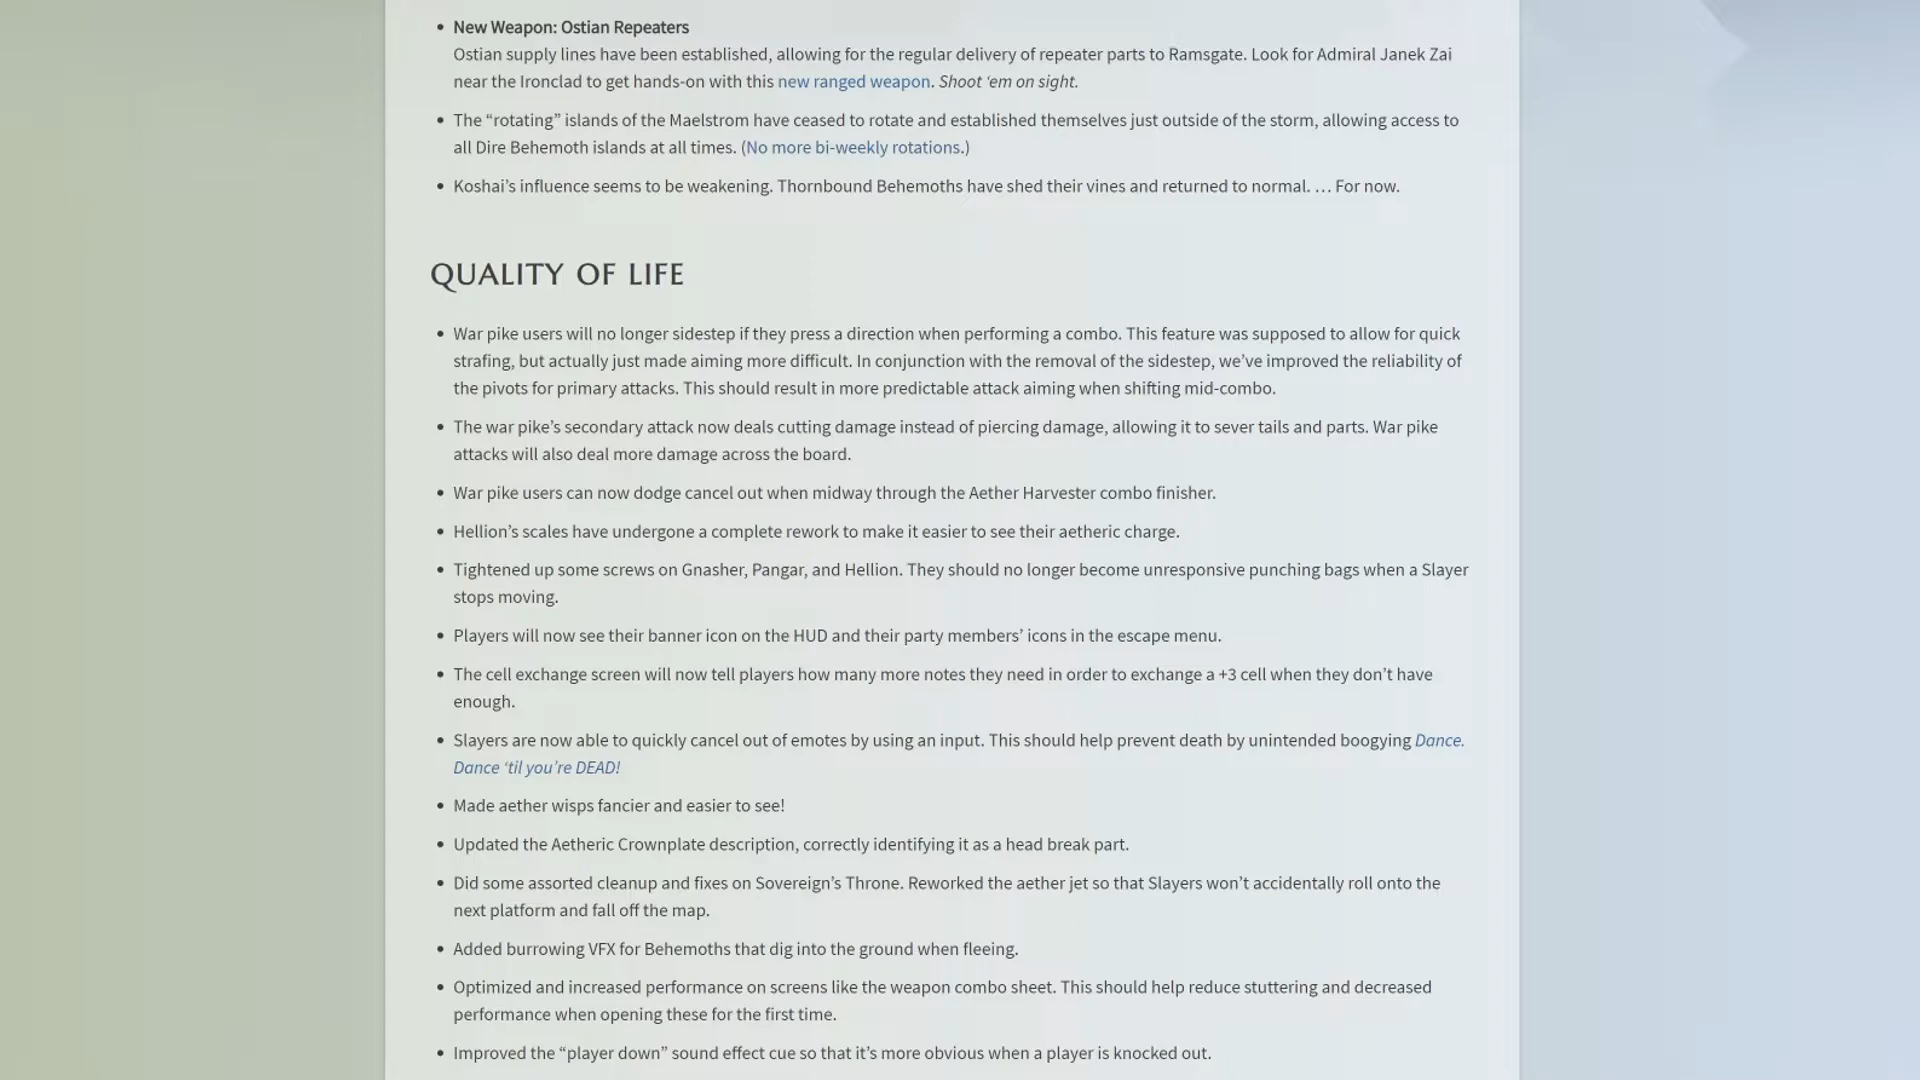 • New Weapon: Ostian Repeaters
Ostian supply lines have been established, allowing for the regular delivery of repeater parts to Ramsgate. Look for Admiral Janek Zai
near the Ironclad to get hands-on with this new ranged weapon. Shoot ‘em on sight.
• The “rotating” islands of the Maelstrom have ceased to rotate and established themselves just outside of the storm, allowing access to
all Dire Behemoth islands at all times. (No more bi-weekly rotations.)
• Koshai’s influence seems to be weakening. Thornbound Behemoths have shed their vines and returned to normal. … For now.
QUALITY OF LIFE
• War pike users will no longer sidestep if they press a direction when performing a combo. This feature was supposed to allow for quick
strafing, but actually just made aiming more difficult. In conjunction with the removal of the sidestep, we’ve improved the reliability of
the pivots for primary attacks. This should result in more predictable attack aiming when shifting mid-combo.
• The war pike’s secondary attack now deals cutting damage instead of piercing damage, allowing it to sever tails and parts. War pike
attacks will also deal more damage across the board.
• War pike users can now dodge cancel out when midway through the Aether Harvester combo finisher.
• Hellion’s scales have undergone a complete rework to make it easier to see their aetheric charge.
• Tightened up some screws on Gnasher, Pangar, and Hellion. They should no longer become unresponsive punching bags when a Slayer
stops moving.
• Players will now see their banner icon on the HUD and their party members’ icons in the escape menu.
• The cell exchange screen will now tell players how many more notes they need in order to exchange a +3 cell when they don’t have
enough.
• Slayers are now able to quickly cancel out of emotes by using an input. This should help prevent death by unintended boogying Dance.
Dance ‘til you’re DEAD!
• Made aether wisps fancier and easier to see!
• Updated the Aetheric Crownplate description, correctly identifying it as a head break part.
• Did some assorted cleanup and fixes on Sovereign’s Throne. Reworked the aether jet so that Slayers won’t accidentally roll onto the
next platform and fall off the map.
• Added burrowing VFX for Behemoths that dig into the ground when fleeing.
• Optimized and increased performance on screens like the weapon combo sheet. This should help reduce stuttering and decreased
performance when opening these for the first time.
• Improved the “player down” sound effect cue so that it’s more obvious when a player is knocked out.